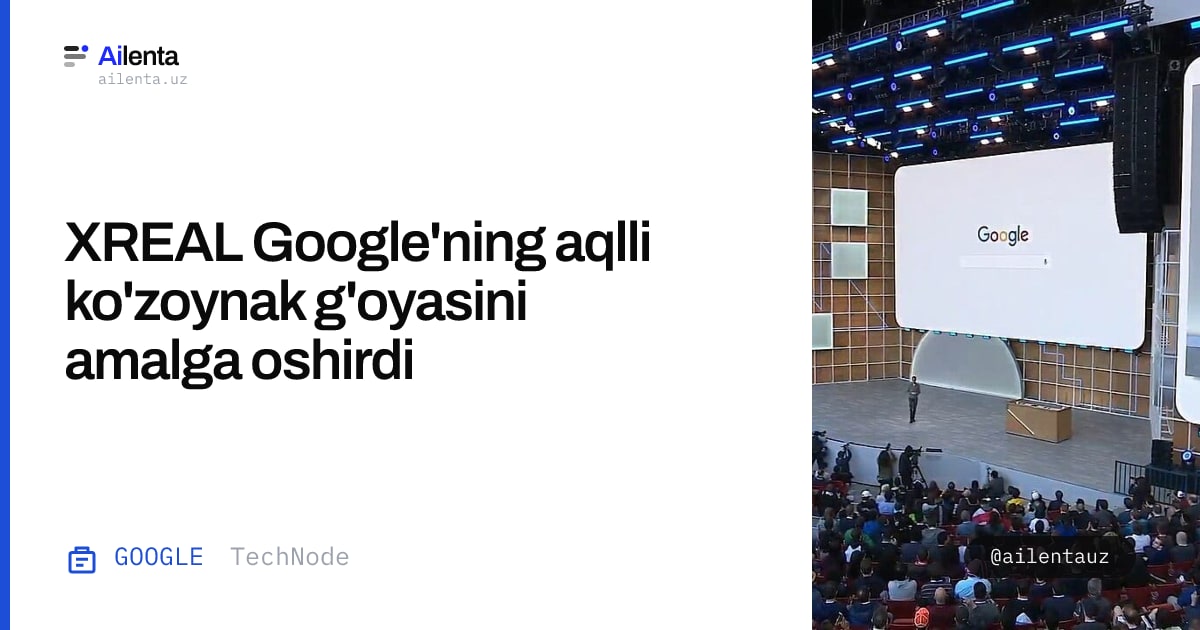 Ailenta
ailenta.uz
XREAL Google'ning aqlli
ko'zoynak g'oyasini
amalga oshirdi
GOOGLE TechNode
Google
@ailentauz